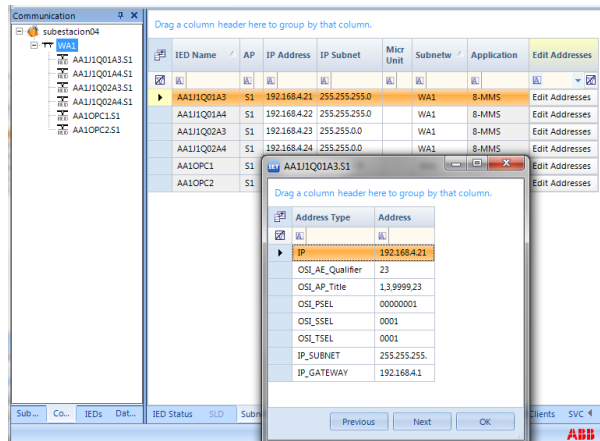 Communication
subestacion04
WA1
AA1J1Q01A3.S1
AA1J1Q01A4.S1
AA1J1Q02A3.S1
AA1J1Q02A4.S1
AA1OPC1.S1
AA1OPC2.S1
Drag a column header here to group by that column.
IED Name AP IP Address IP Subnet Micr Unit Subnetw Application Edit Addresses
AA1J1Q01A3 S1 192.168.4.21 255.255.255.0 WA1 8-MMS Edit Addresses
AA1J1Q01A4 S1 192.168.4.22 255.255.255.0 WA1 8-MMS Edit Addresses
AA1J1Q02A3 S1 192.168.4.23 255.255.0.0 WA1 8-MMS Edit Addresses
AA1J1Q02A4 S1 192.168.4.24 255.255.0.0 WA1 8-MMS Edit Addresses
AA1OPC1 S1 Edit Addresses
AA1OPC2 S1 Edit Addresses
IET AA1J1Q01A3.S1
Drag a column header here to group by that column.
Address Type Address
IP 192.168.4.21
OSI_AE_Qualifier 23
OSI_AP_Title 1,3,9999,23
OSI_PSEL 00000001
OSI_SSEL 0001
OSI_TSEL 0001
IP_SUBNET 255.255.255.
IP_GATEWAY 192.168.4.1
Previous Next OK
Sub... Co... IEDs Dat... IED Status SLD Subn Clients SVC
ABB